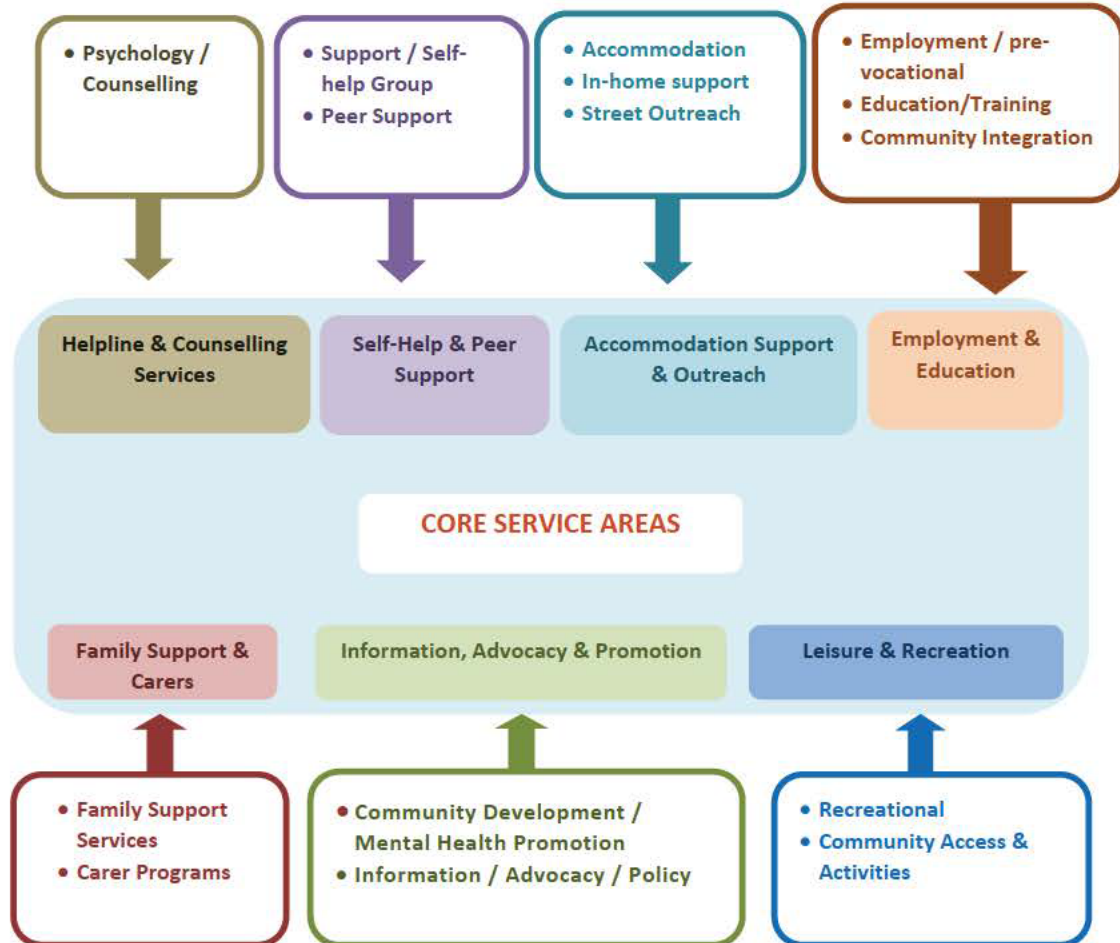 • Psychology /
Counselling
• Support / Self-
help Group
• Peer Support
• Accommodation
• In-home support
• Street Outreach
• Employment / pre-
vocational
• Education/Training
• Community Integration
Helpline & Counselling
Services
Self-Help & Peer
Support
Accommodation Support
& Outreach
Employment &
Education
CORE SERVICE AREAS
Family Support &
Carers
Information, Advocacy & Promotion
Leisure & Recreation
• Family Support
Services
• Carer Programs
• Community Development /
Mental Health Promotion
• Information / Advocacy / Policy
• Recreational
• Community Access &
Activities